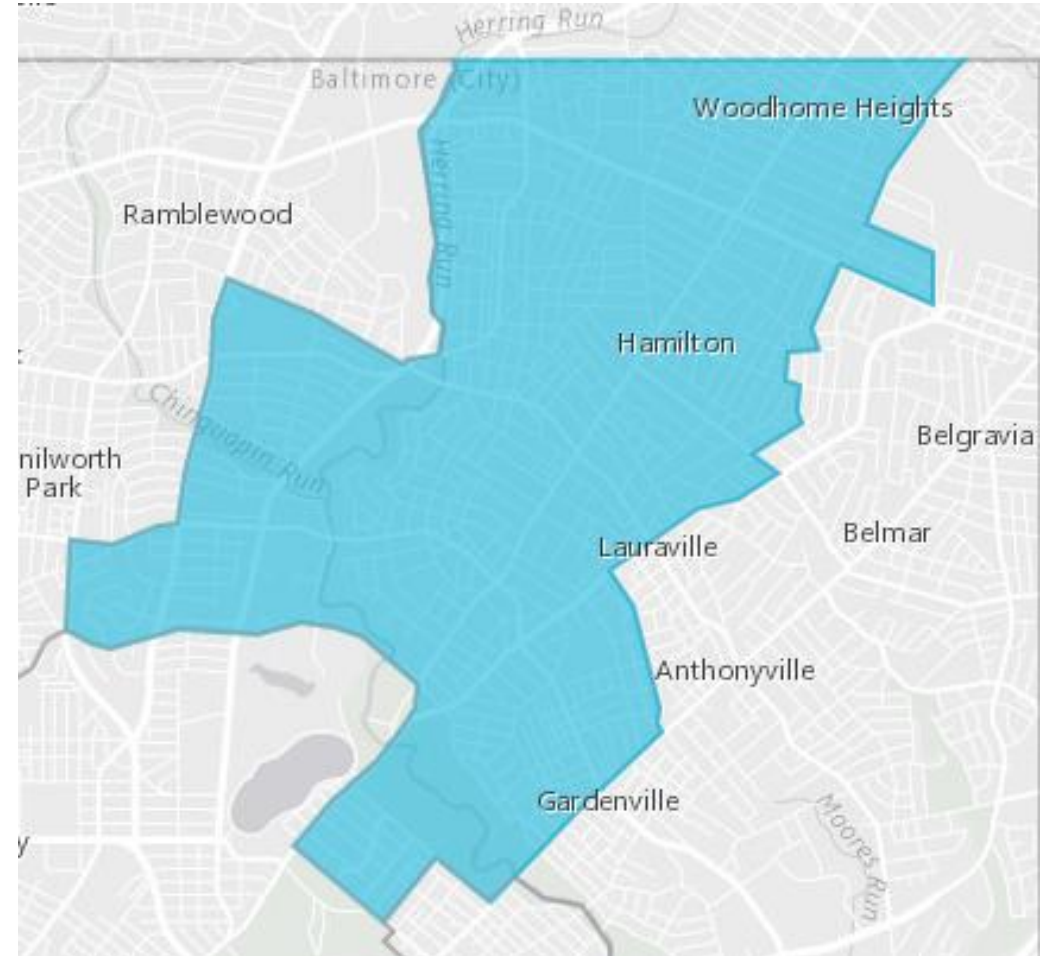 Herring Run
Baltimore (City)
Woodhome Heights
Herring Run
Ramblewood
Hamilton
Chinquapin Run
Belgravia
nilworth
Park
Belmar
Lauraville
Anthonyville
Gardenville
Moores Run
y